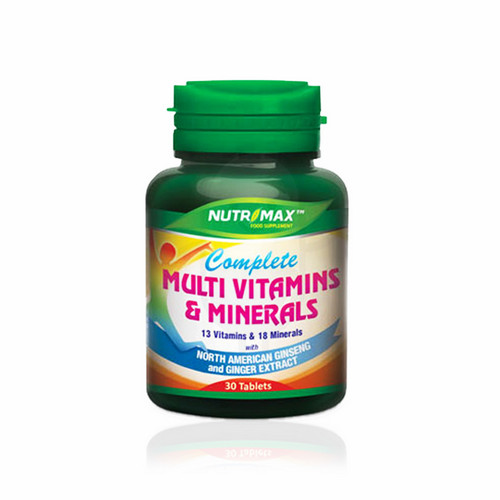 NUTRIMAX™
FOOD SUPPLEMENT
Complete
MULTI VITAMINS
& MINERALS
13 Vitamins & 18 Minerals
with
NORTH AMERICAN GINSENG
and GINGER EXTRACT
30 Tablets